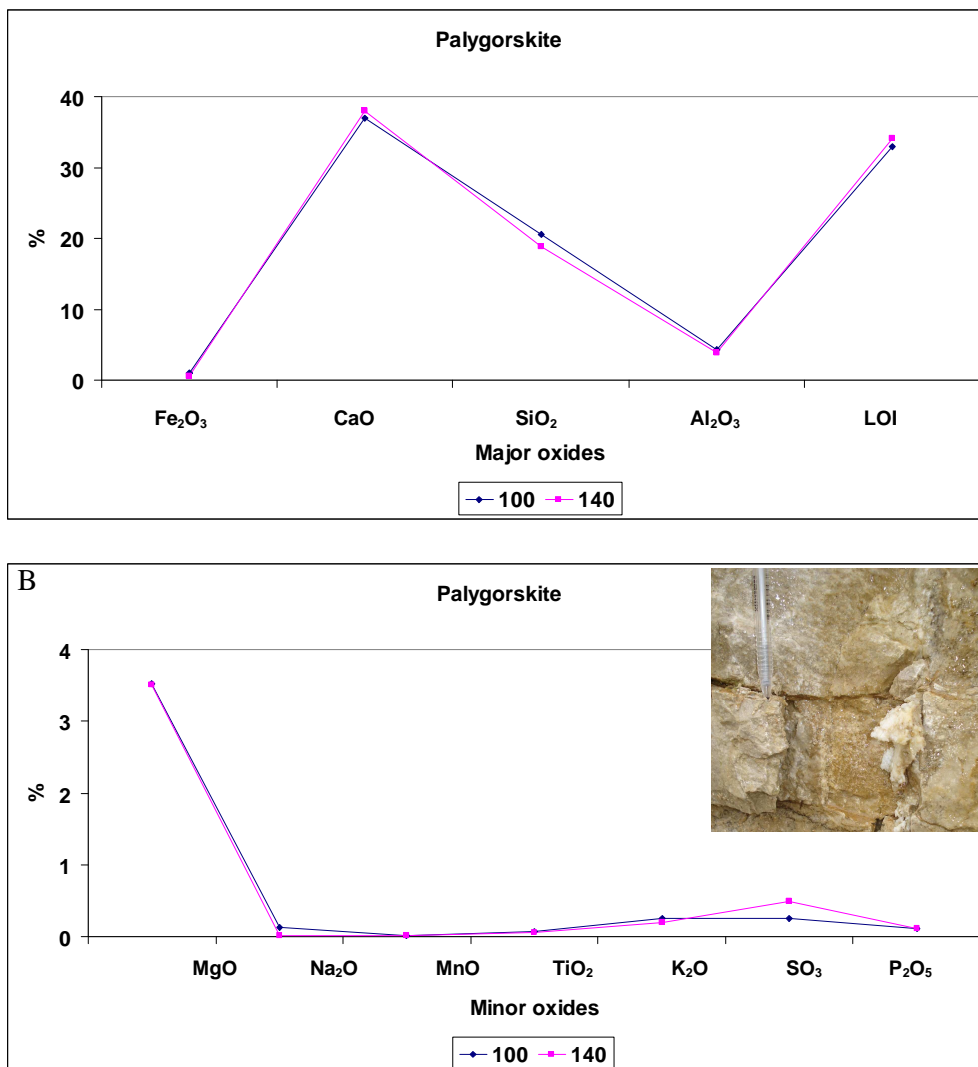 Palygorskite
40
30
20
10
0
%
Fe₂O₃ CaO SiO₂ Al₂O₃ LOI
Major oxides
100 140
B
Palygorskite
4
3
2
1
0
%
MgO Na₂O MnO TiO₂ K₂O SO₃ P₂O₅
Minor oxides
100 140